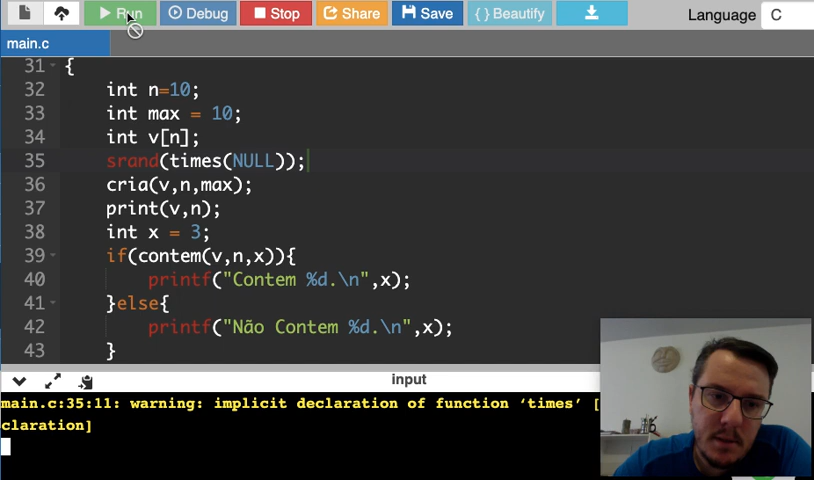 Run Debug Stop Share Save { } Beautify Language C
main.c
31 {
32 int n=10;
33 int max = 10;
34 int v[n];
35 srand(times(NULL));
36 cria(v,n,max);
37 print(v,n);
38 int x = 3;
39 if(contem(v,n,x)){
40 printf("Contem %d.\n",x);
41 }else{
42 printf("Não Contem %d.\n",x);
43 }
input
main.c:35:11: warning: implicit declaration of function ‘times’ [
claration]